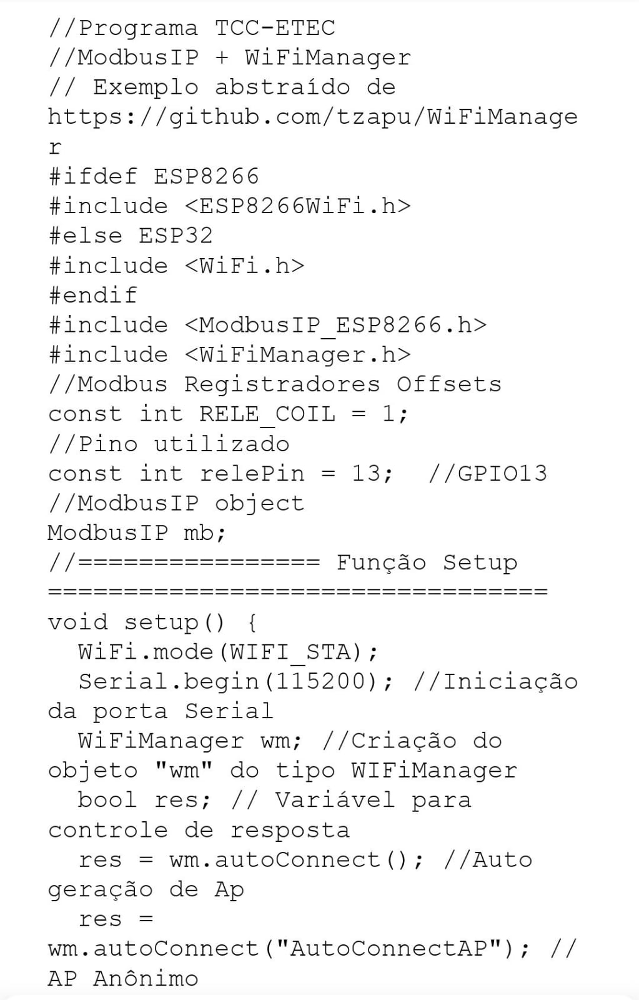 //Programa TCC-ETEC
//ModbusIP + WiFiManager
// Exemplo abstraído de
https://github.com/tzapu/WiFiManage
r
#ifdef ESP8266
#include <ESP8266WiFi.h>
#else ESP32
#include <WiFi.h>
#endif
#include <ModbusIP_ESP8266.h>
#include <WiFiManager.h>
//Modbus Registradores Offsets
const int RELE_COIL = 1;
//Pino utilizado
const int relePin = 13;  //GPIO13
//ModbusIP object
ModbusIP mb;
//================ Função Setup
=================================
void setup() {
  WiFi.mode(WIFI_STA);
  Serial.begin(115200); //Iniciação
da porta Serial
  WiFiManager wm; //Criação do
objeto "wm" do tipo WIFiManager
  bool res; // Variável para
controle de resposta
  res = wm.autoConnect(); //Auto
geração de Ap
  res =
wm.autoConnect("AutoConnectAP"); //
AP Anônimo